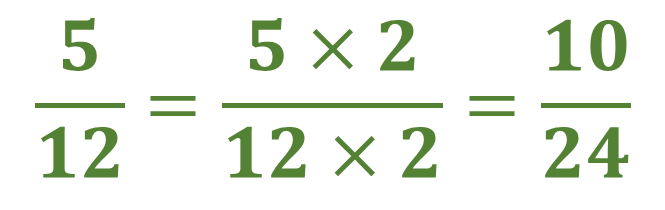 5/12 = 5 × 2/12 × 2 = 10/24